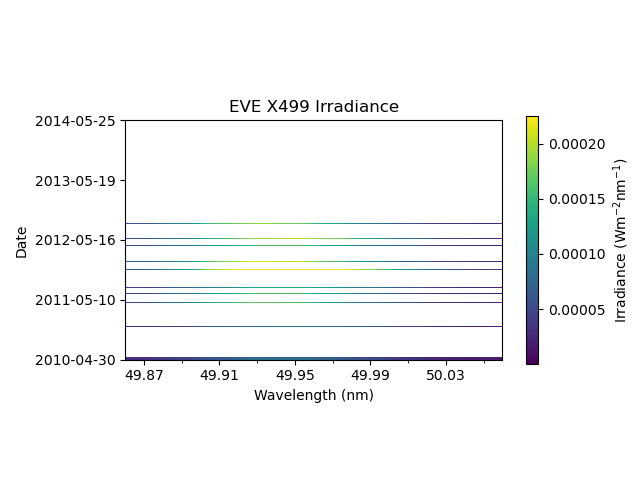 EVE X499 Irradiance
2014-05-25
2013-05-19
2012-05-16
2011-05-10
2010-04-30
Date
49.87 49.91 49.95 49.99 50.03
Wavelength (nm)
0.00020
0.00015
0.00010
0.00005
Irradiance (Wm⁻²nm⁻¹)